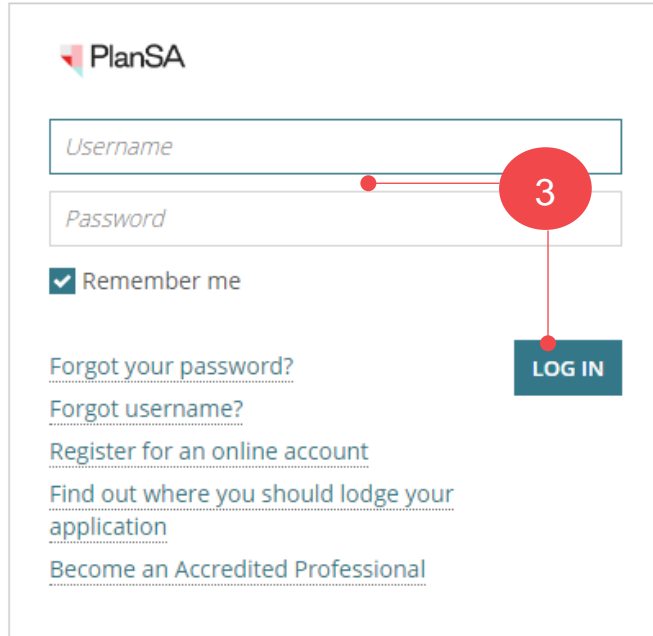 PlanSA
Username
3
Password
Remember me
Forgot your password?
LOG IN
Forgot username?
Register for an online account
Find out where you should lodge your
application
Become an Accredited Professional